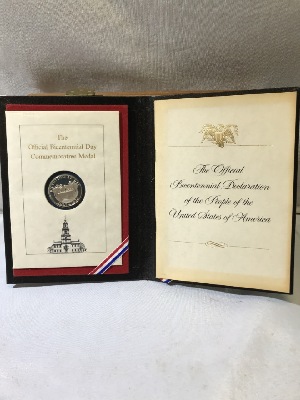 The
Official Bicentennial Day
Commemorative Medal
The Official
Bicentennial Declaration
of the People of the
United States of America